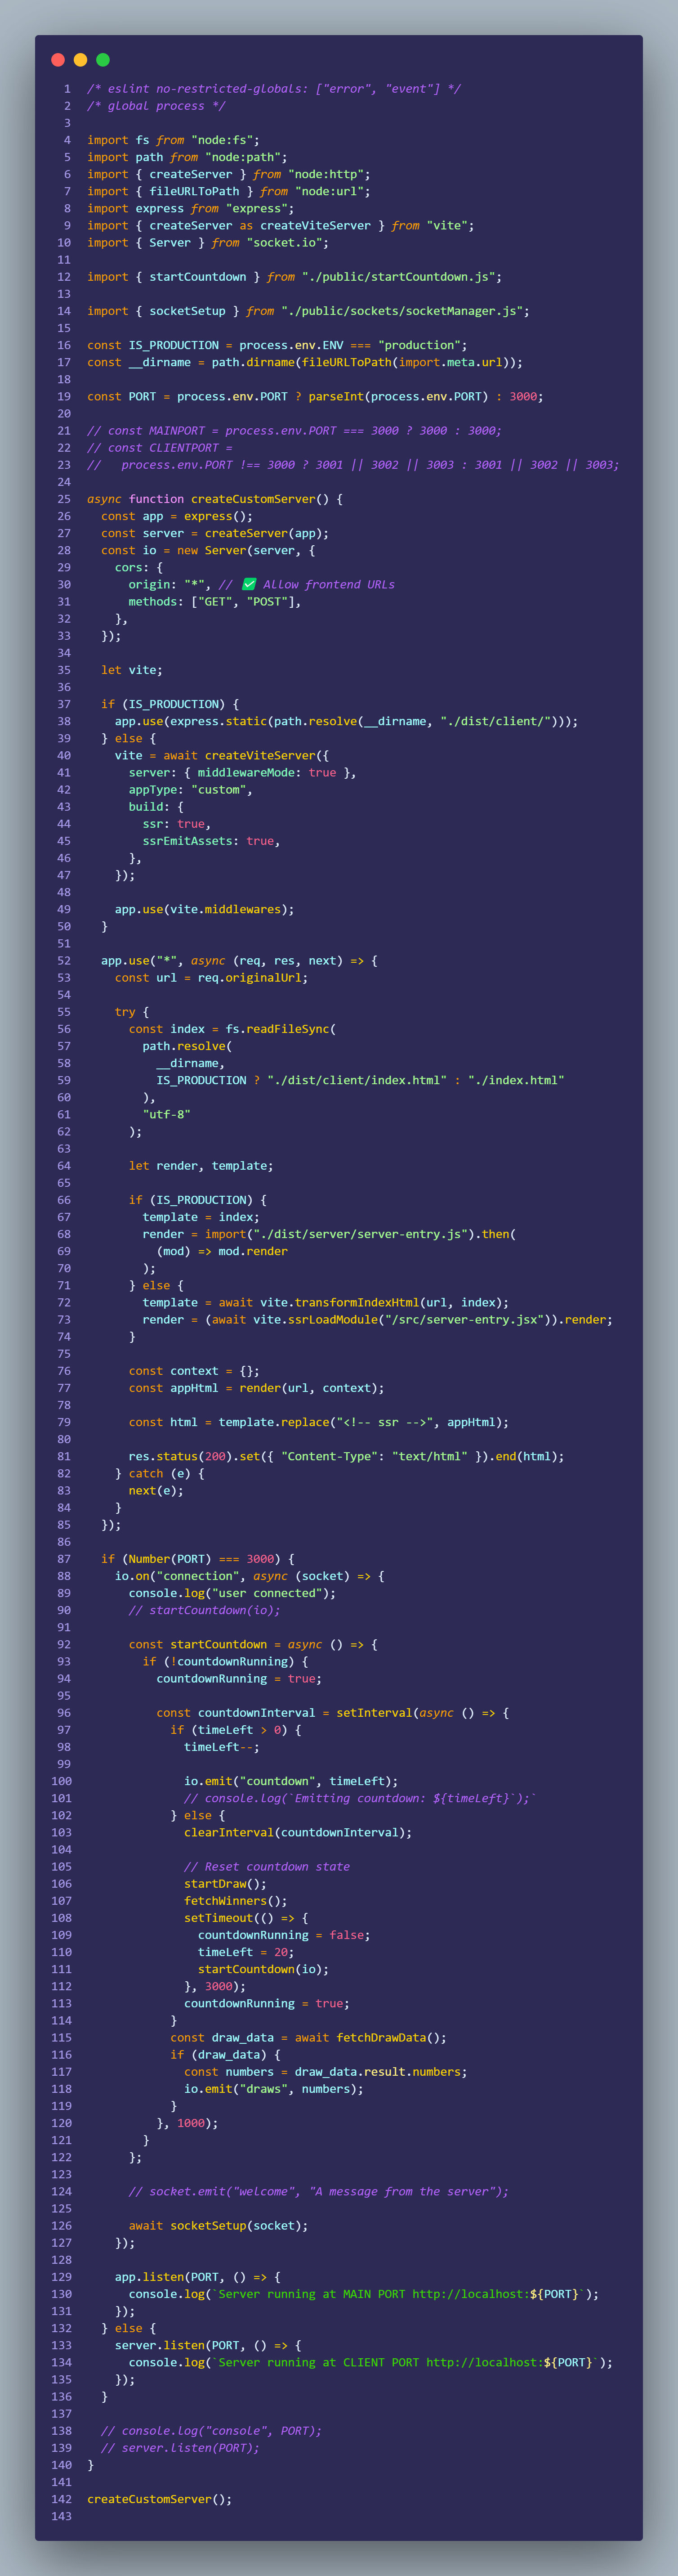 1 /* eslint no-restricted-globals: ["error", "event"] */
2 /* global process */
3
4 import fs from "node:fs";
5 import path from "node:path";
6 import { createServer } from "node:http";
7 import { fileURLToPath } from "node:url";
8 import express from "express";
9 import { createServer as createViteServer } from "vite";
10 import { Server } from "socket.io";
11
12 import { startCountdown } from "./public/startCountdown.js";
13
14 import { socketSetup } from "./public/sockets/socketManager.js";
15
16 const IS_PRODUCTION = process.env.ENV === "production";
17 const __dirname = path.dirname(fileURLToPath(import.meta.url));
18
19 const PORT = process.env.PORT ? parseInt(process.env.PORT) : 3000;
20
21 // const MAINPORT = process.env.PORT === 3000 ? 3000 : 3000;
22 // const CLIENTPORT =
23 //   process.env.PORT !== 3000 ? 3001 || 3002 || 3003 : 3001 || 3002 || 3003;
24
25 async function createCustomServer() {
26   const app = express();
27   const server = createServer(app);
28   const io = new Server(server, {
29     cors: {
30       origin: "*", // ✅ Allow frontend URLs
31       methods: ["GET", "POST"],
32     },
33   });
34
35   let vite;
36
37   if (IS_PRODUCTION) {
38     app.use(express.static(path.resolve(__dirname, "./dist/client/")));
39   } else {
40     vite = await createViteServer({
41       server: { middlewareMode: true },
42       appType: "custom",
43       build: {
44         ssr: true,
45         ssrEmitAssets: true,
46       },
47     });
48
49     app.use(vite.middlewares);
50   }
51
52   app.use("*", async (req, res, next) => {
53     const url = req.originalUrl;
54
55     try {
56       const index = fs.readFileSync(
57         path.resolve(
58           __dirname,
59           IS_PRODUCTION ? "./dist/client/index.html" : "./index.html"
60         ),
61         "utf-8"
62       );
63
64       let render, template;
65
66       if (IS_PRODUCTION) {
67         template = index;
68         render = import("./dist/server/server-entry.js").then(
69           (mod) => mod.render
70         );
71       } else {
72         template = await vite.transformIndexHtml(url, index);
73         render = (await vite.ssrLoadModule("/src/server-entry.jsx")).render;
74       }
75
76       const context = {};
77       const appHtml = render(url, context);
78
79       const html = template.replace("<!-- ssr -->", appHtml);
80
81       res.status(200).set({ "Content-Type": "text/html" }).end(html);
82     } catch (e) {
83       next(e);
84     }
85   });
86
87   if (Number(PORT) === 3000) {
88     io.on("connection", async (socket) => {
89       console.log("user connected");
90       // startCountdown(io);
91
92       const startCountdown = async () => {
93         if (!countdownRunning) {
94           countdownRunning = true;
95
96           const countdownInterval = setInterval(async () => {
97             if (timeLeft > 0) {
98               timeLeft--;
99
100               io.emit("countdown", timeLeft);
101               // console.log(`Emitting countdown: ${timeLeft}`);`
102             } else {
103               clearInterval(countdownInterval);
104
105               // Reset countdown state
106               startDraw();
107               fetchWinners();
108               setTimeout(() => {
109                 countdownRunning = false;
110                 timeLeft = 20;
111                 startCountdown(io);
112               }, 3000);
113               countdownRunning = true;
114             }
115             const draw_data = await fetchDrawData();
116             if (draw_data) {
117               const numbers = draw_data.result.numbers;
118               io.emit("draws", numbers);
119             }
120           }, 1000);
121         }
122       };
123
124       // socket.emit("welcome", "A message from the server");
125
126       await socketSetup(socket);
127     });
128
129     app.listen(PORT, () => {
130       console.log(`Server running at MAIN PORT http://localhost:${PORT}`);
131     });
132   } else {
133     server.listen(PORT, () => {
134       console.log(`Server running at CLIENT PORT http://localhost:${PORT}`);
135     });
136   }
137
138   // console.log("console", PORT);
139   // server.listen(PORT);
140 }
141
142 createCustomServer();
143